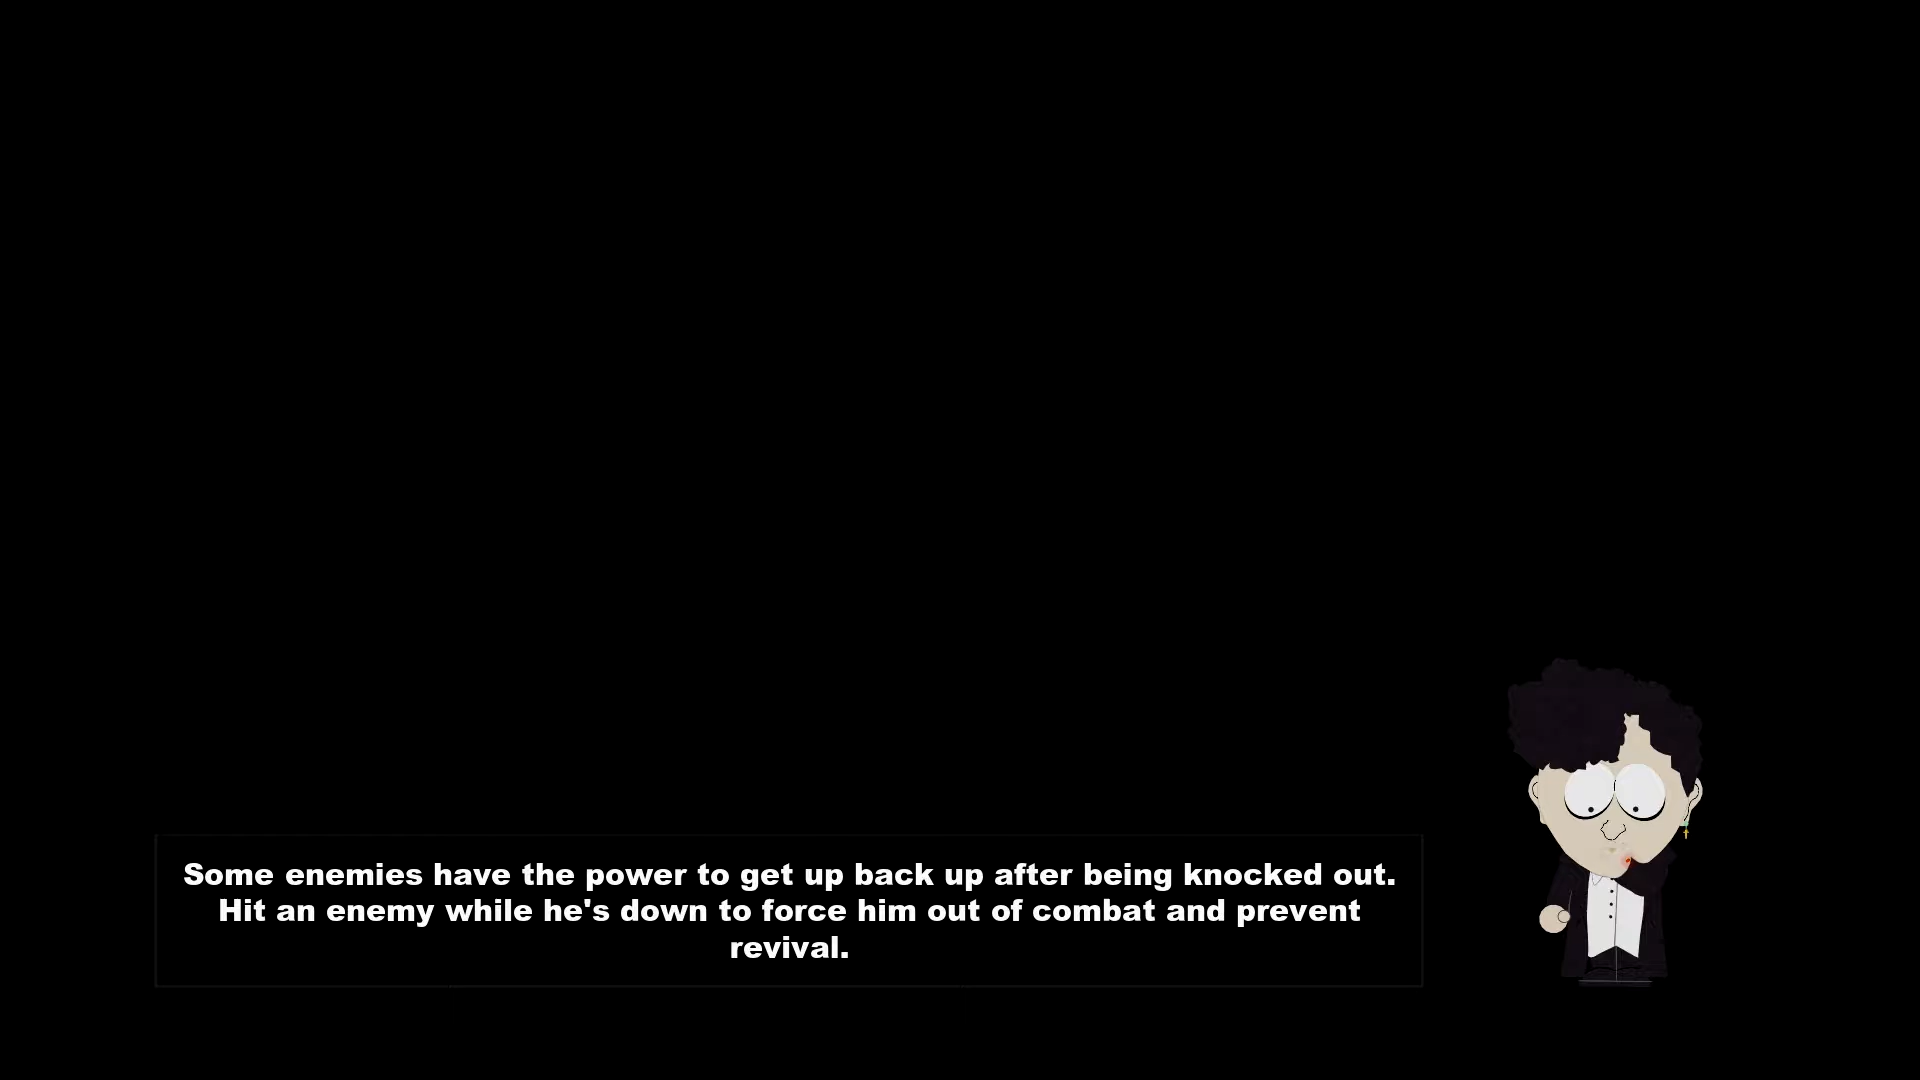 Some enemies have the power to get up back up after being knocked out.
Hit an enemy while he's down to force him out of combat and prevent
revival.